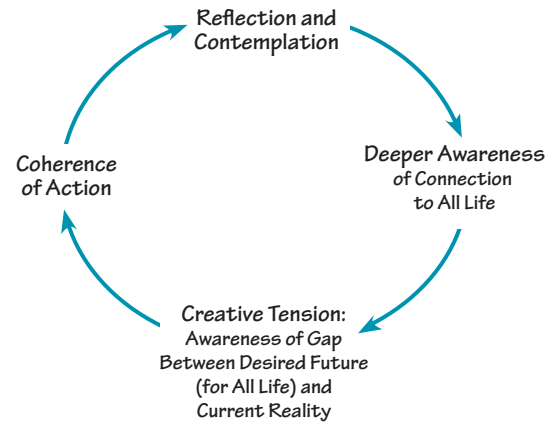 Reflection and
Contemplation
Deeper Awareness
of Connection
to All Life
Creative Tension:
Awareness of Gap
Between Desired Future
(for All Life) and
Current Reality
Coherence
of Action